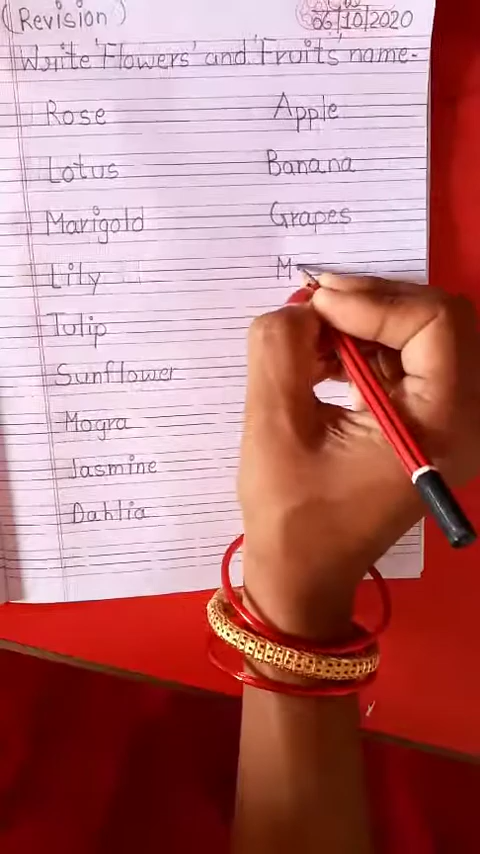 (Revision)
06/10/2020
Write 'Flowers' and 'Fruits' name-
Rose Apple
Lotus Banana
Marigold Grapes
Lily M
Tulip
Sunflower
Mogra
Jasmine
Dahlia